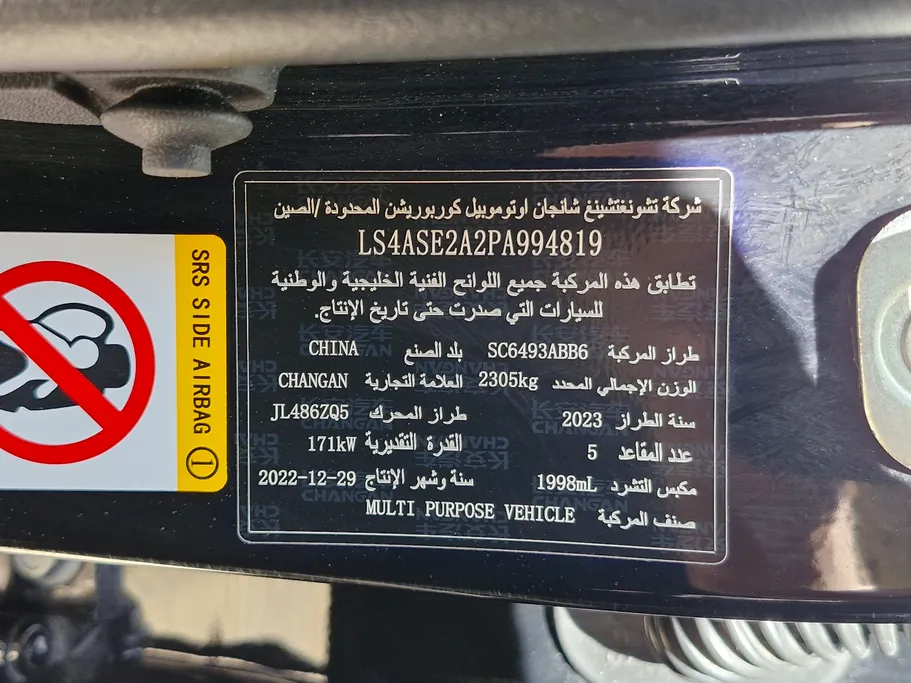 شركة تشونغتشينغ شانجان اوتوموبيل كوربوريشن المحدودة /الصين
LS4ASE2A2PA994819
تطابق هذه المركبة جميع اللوائح الفنية الخليجية والوطنية
للسيارات التي صدرت حتى تاريخ الإنتاج.
طراز المركبة SC6493ABB6 بلد الصنع CHINA
الوزن الإجمالي المحدد 2305kg العلامة التجارية CHANGAN
سنة الطراز 2023 طراز المحرك JL486ZQ5
عدد المقاعد 5 القدرة التقديرية 171kW
مكبس التشرد 1998mL سنة وشهر الإنتاج 2022-12-29
صنف المركبة MULTI PURPOSE VEHICLE
SRS SIDE AIRBAG ①